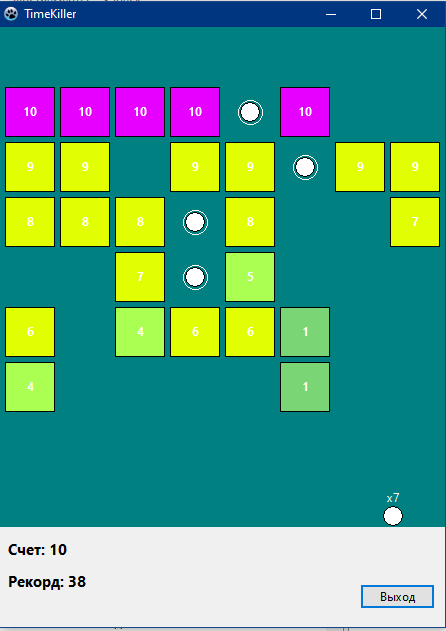 TimeKiller
10 10 10 10 10
9 9 9 9 9 9
8 8 8 8 7
7 5
6 4 6 6 1
4 1
x7
Счет: 10
Рекорд: 38
Выход